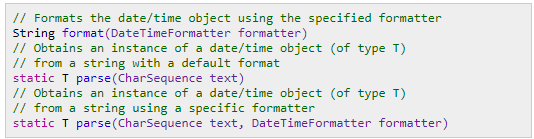 // Formats the date/time object using the specified formatter
String format(DateTimeFormatter formatter)
// Obtains an instance of a date/time object (of type T)
// from a string with a default format
static T parse(CharSequence text)
// Obtains an instance of a date/time object (of type T)
// from a string using a specific formatter
static T parse(CharSequence text, DateTimeFormatter formatter)